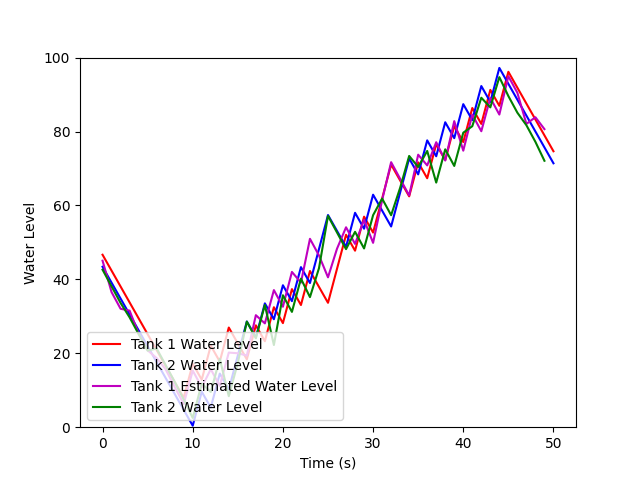 100
80
60
40
20
0
Water Level
Tank 1 Water Level
Tank 2 Water Level
Tank 1 Estimated Water Level
Tank 2 Water Level
0 10 20 30 40 50
Time (s)